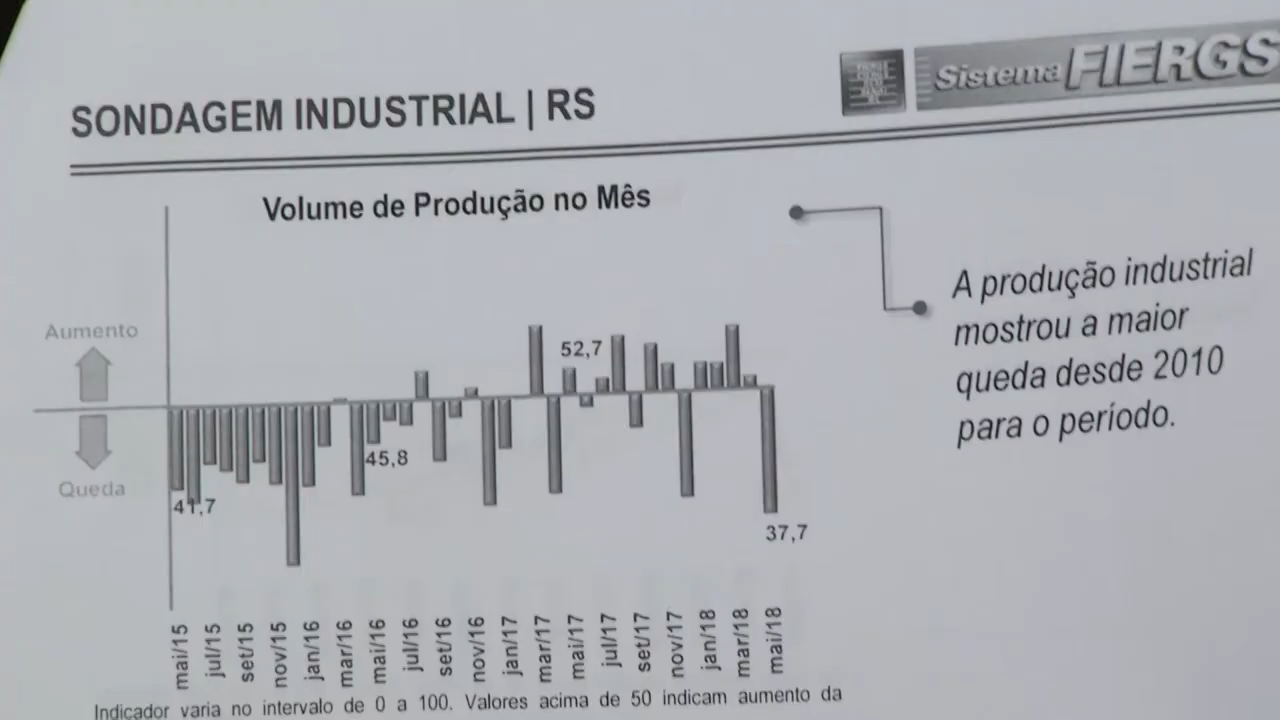 Sistema FIERGS
SONDAGEM INDUSTRIAL | RS
Volume de Produção no Mês
Aumento
Queda
41,7
45,8
52,7
37,7
mai/15
jul/15
set/15
nov/15
jan/16
mar/16
mai/16
jul/16
set/16
nov/16
jan/17
mar/17
mai/17
jul/17
set/17
nov/17
jan/18
mar/18
mai/18
A produção industrial
mostrou a maior
queda desde 2010
para o período.
Indicador varia no intervalo de 0 a 100. Valores acima de 50 indicam aumento da